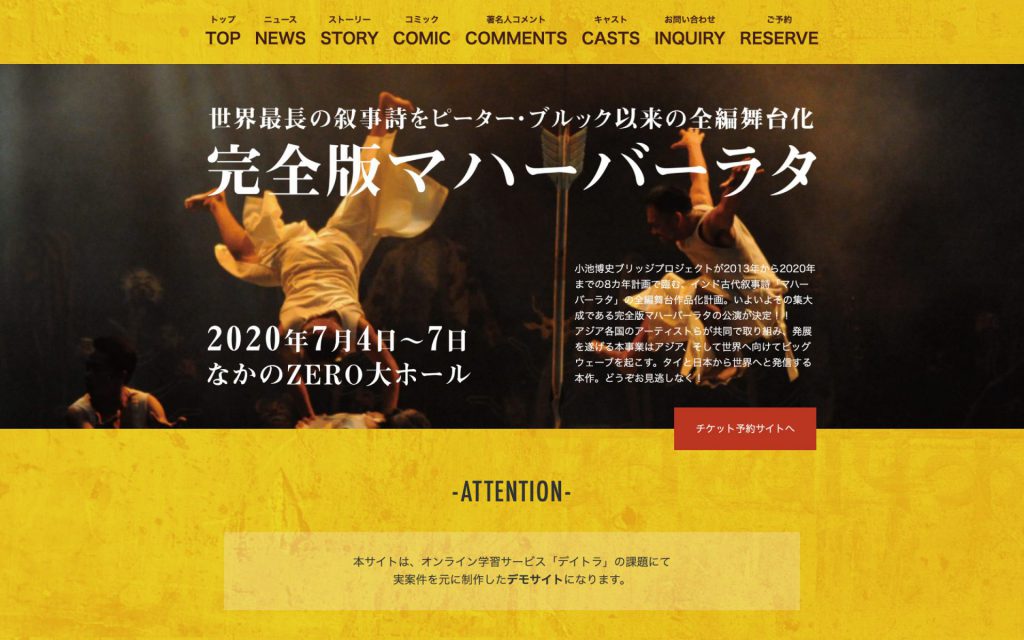 トップ ニュース ストーリー コミック 著名人コメント キャスト お問い合わせ ご予約
TOP NEWS STORY COMIC COMMENTS CASTS INQUIRY RESERVE
世界最長の叙事詩をピーター・ブルック以来の全編舞台化
完全版マハーバーラタ
小池博史ブリッジプロジェクトが2013年から2020年
までの8カ年計画で臨む、インド古代叙事詩「マハー
バーラタ」の全編舞台作品化計画。いよいよその集大
成である完全版マハーバーラタの公演が決定！！
アジア各国のアーティストらが共同で取り組み、発展
を遂げる本事業はアジア、そして世界へ向けてビッグ
ウェーブを起こす。タイと日本から世界へと発信する
本作。どうぞお見逃しなく！
2020年7月4日〜7日
なかのZERO大ホール
チケット予約サイトへ
-ATTENTION-
本サイトは、オンライン学習サービス「デイトラ」の課題にて
実案件を元に制作したデモサイトになります。